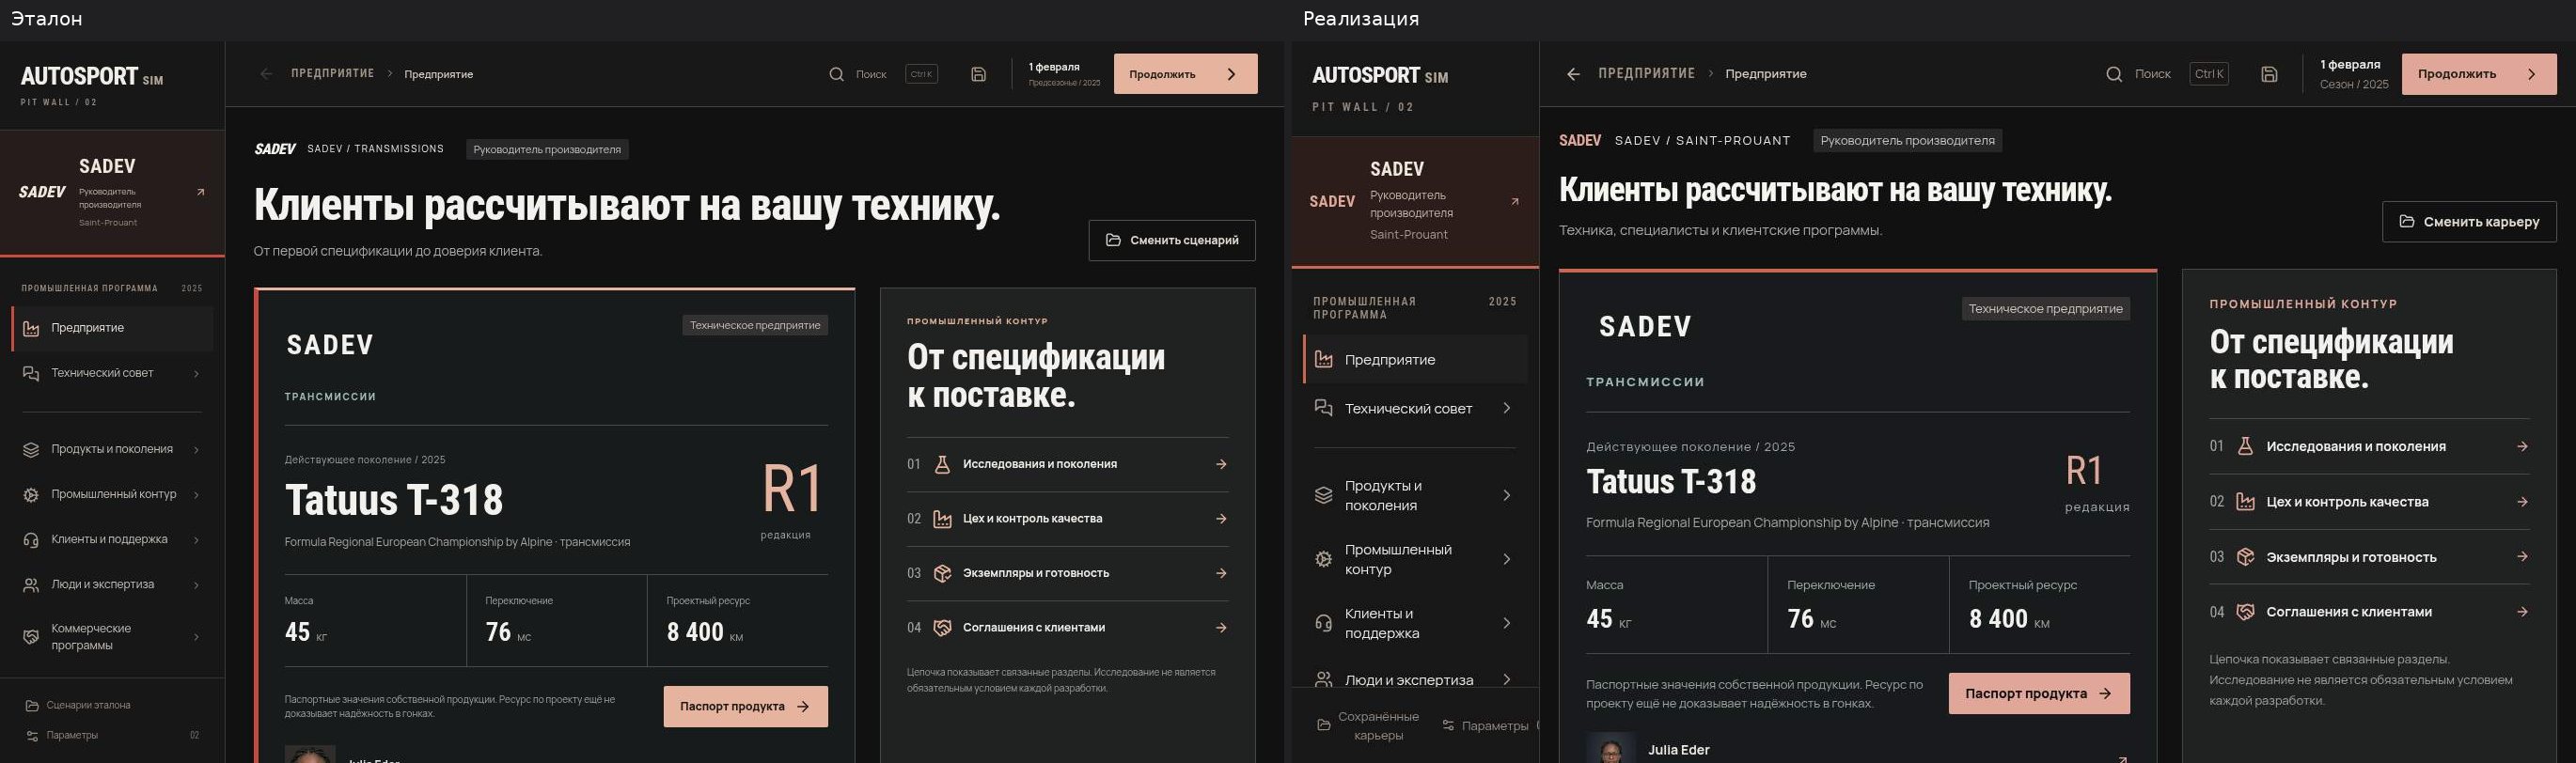 Эталон
AUTOSPORT SIM
PIT WALL / 02
SADEV
SADEV
Руководитель
производителя
Saint-Prouant
ПРОМЫШЛЕННАЯ ПРОГРАММА 2025
Предприятие
Технический совет
Продукты и поколения
Промышленный контур
Клиенты и поддержка
Люди и экспертиза
Коммерческие
программы
Сценарии эталона
Параметры 02
ПРЕДПРИЯТИЕ > Предприятие
Поиск Ctrl K
1 февраля
Предсезонье / 2025
Продолжить
SADEV SADEV / TRANSMISSIONS Руководитель производителя
Клиенты рассчитывают на вашу технику.
От первой спецификации до доверия клиента.
Сменить сценарий
SADEV
Техническое предприятие
ТРАНСМИССИИ
Действующее поколение / 2025
Tatuus T-318
Formula Regional European Championship by Alpine · трансмиссия
R1
редакция
Масса
45 кг
Переключение
76 мс
Проектный ресурс
8 400 км
Паспортные значения собственной продукции. Ресурс по проекту ещё не
доказывает надёжность в гонках.
Паспорт продукта
Julia Eder
ПРОМЫШЛЕННЫЙ КОНТУР
От спецификации
к поставке.
01 Исследования и поколения
02 Цех и контроль качества
03 Экземпляры и готовность
04 Соглашения с клиентами
Цепочка показывает связанные разделы. Исследование не является
обязательным условием каждой разработки.
Реализация
AUTOSPORT SIM
PIT WALL / 02
SADEV
SADEV
Руководитель
производителя
Saint-Prouant
ПРОМЫШЛЕННАЯ
ПРОГРАММА
2025
Предприятие
Технический совет
Продукты и
поколения
Промышленный
контур
Клиенты и
поддержка
Люди и экспертиза
Сохранённые
карьеры
Параметры
ПРЕДПРИЯТИЕ > Предприятие
Поиск Ctrl K
1 февраля
Сезон / 2025
Продолжить
SADEV SADEV / SAINT-PROUANT Руководитель производителя
Клиенты рассчитывают на вашу технику.
Техника, специалисты и клиентские программы.
Сменить карьеру
SADEV
Техническое предприятие
ТРАНСМИССИИ
Действующее поколение / 2025
Tatuus T-318
Formula Regional European Championship by Alpine · трансмиссия
R1
редакция
Масса
45 кг
Переключение
76 мс
Проектный ресурс
8 400 км
Паспортные значения собственной продукции. Ресурс по
проекту ещё не доказывает надёжность в гонках.
Паспорт продукта
Julia Eder
ПРОМЫШЛЕННЫЙ КОНТУР
От спецификации
к поставке.
01 Исследования и поколения
02 Цех и контроль качества
03 Экземпляры и готовность
04 Соглашения с клиентами
Цепочка показывает связанные разделы.
Исследование не является обязательным условием
каждой разработки.